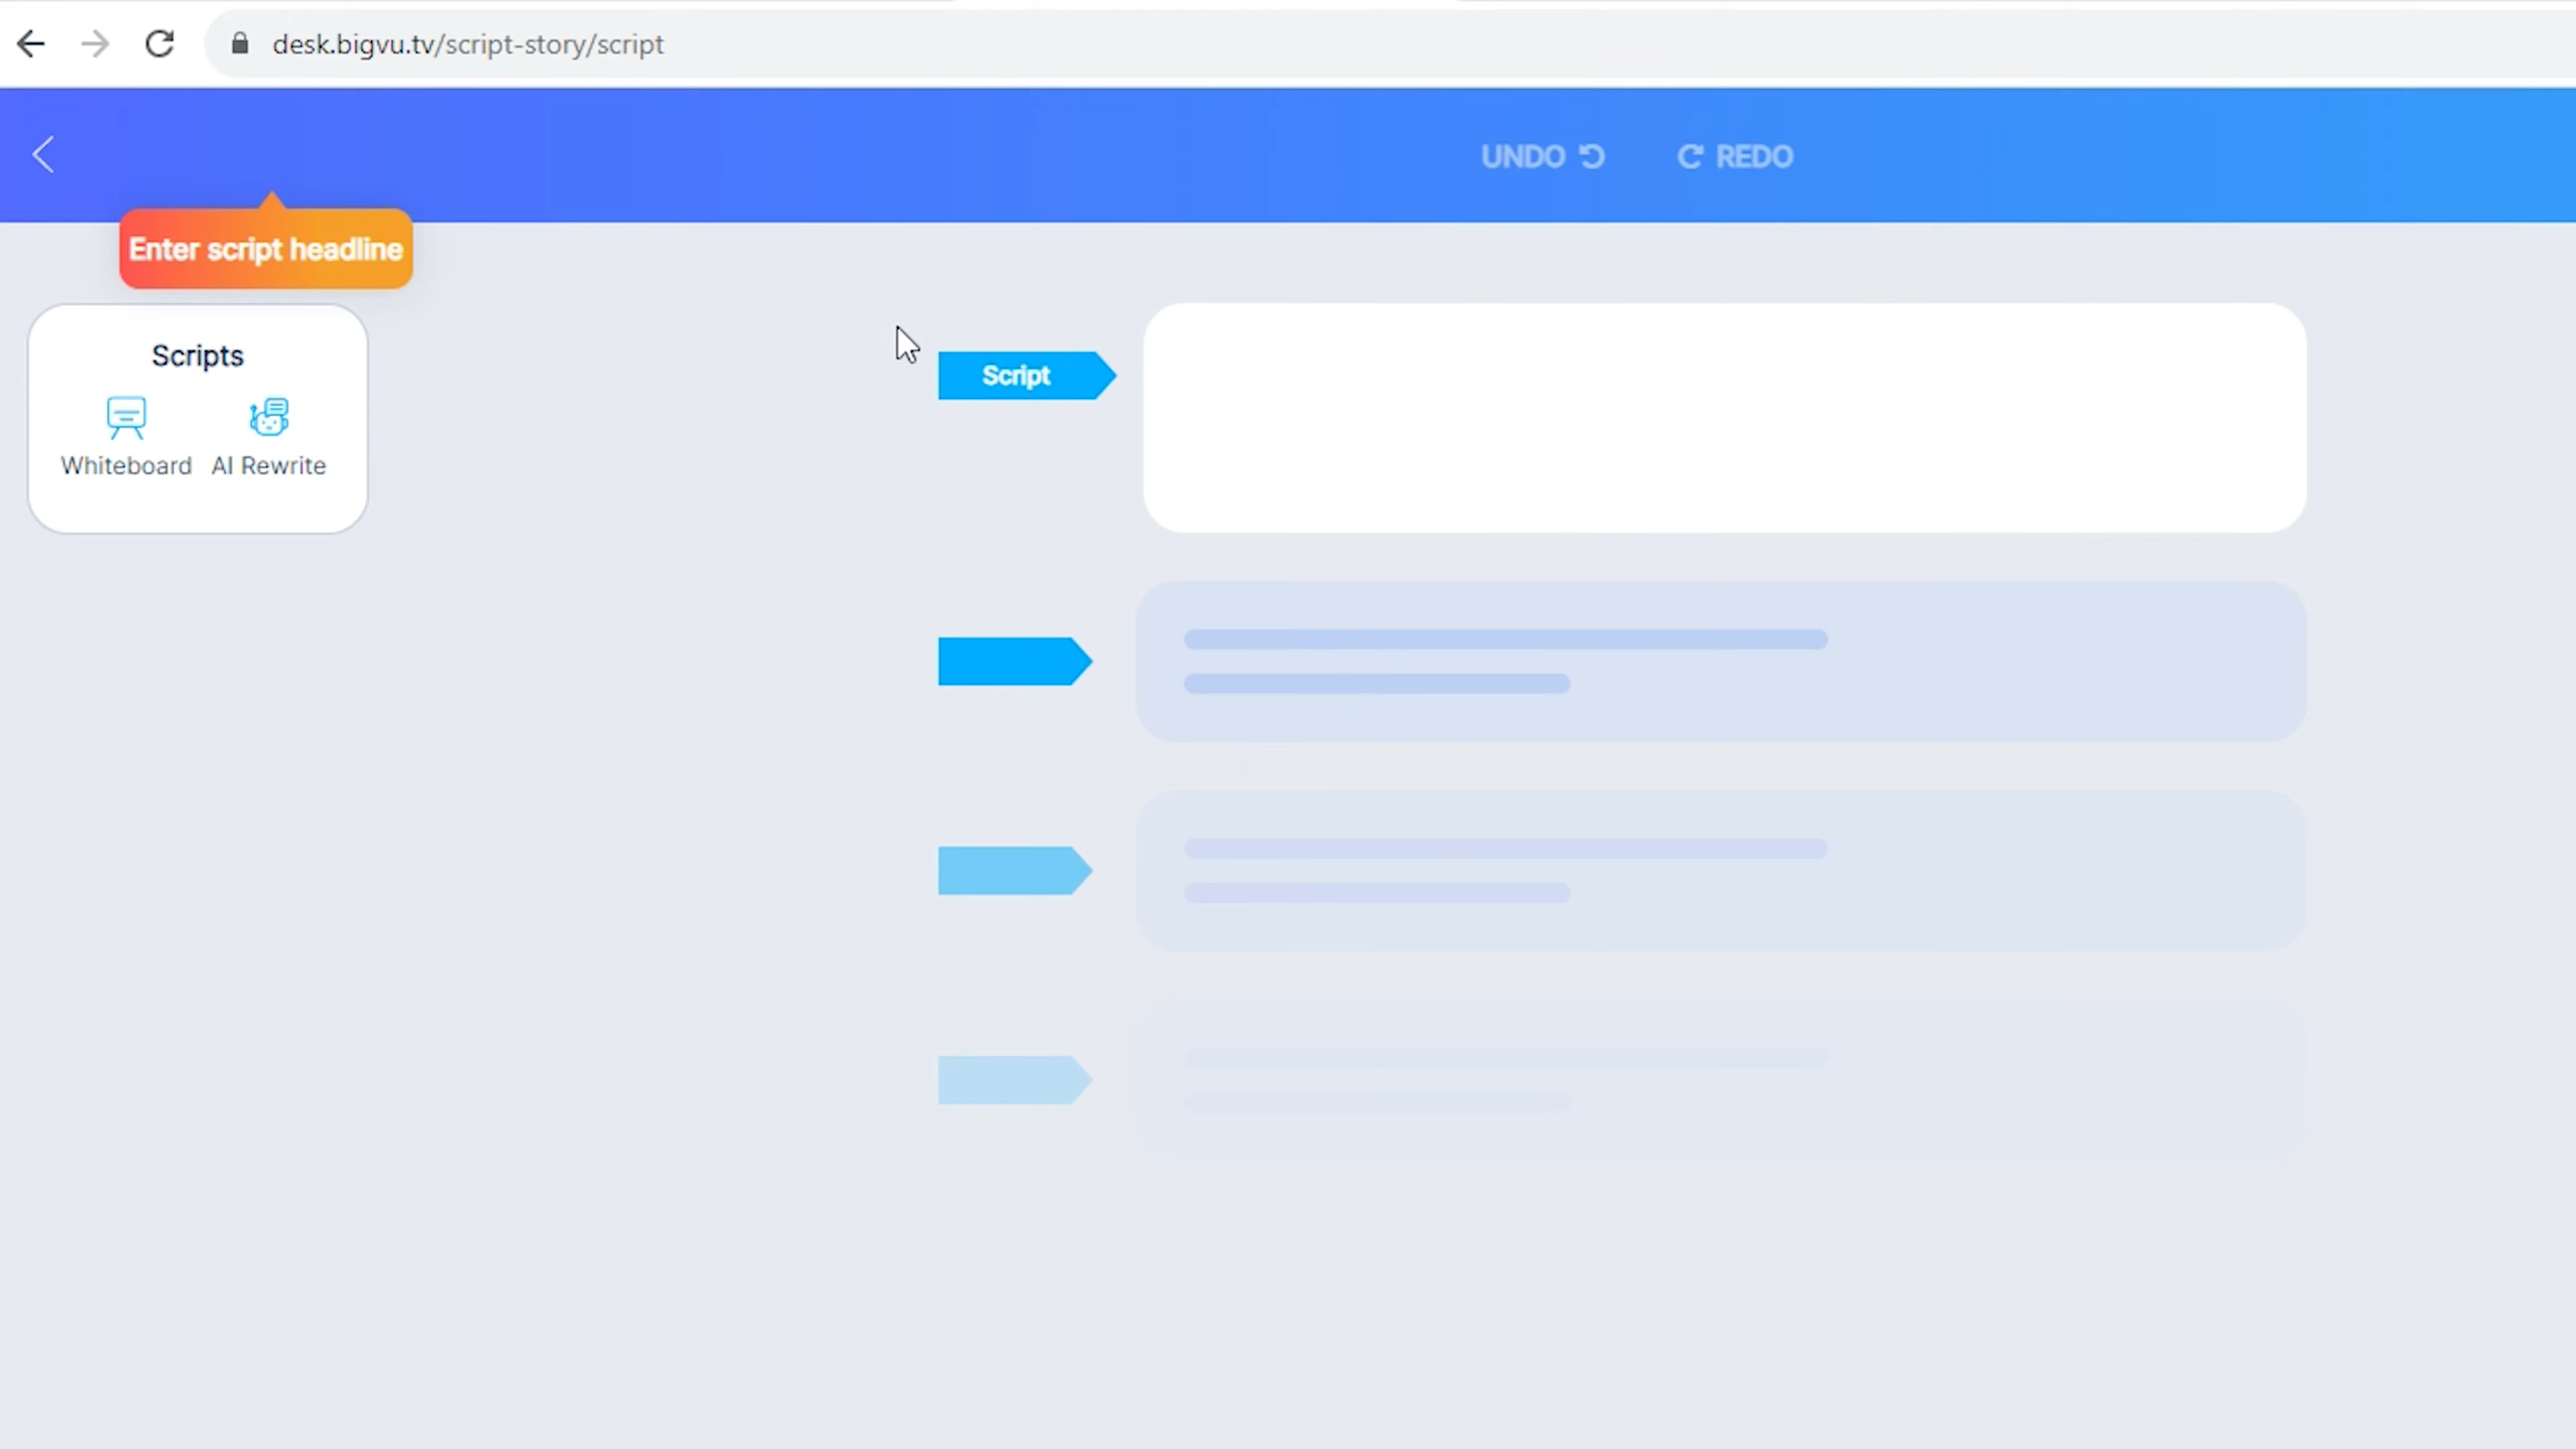 desk.bigvu.tv/script-story/script
UNDO
REDO
Enter script headline
Scripts
Whiteboard
AI Rewrite
Script